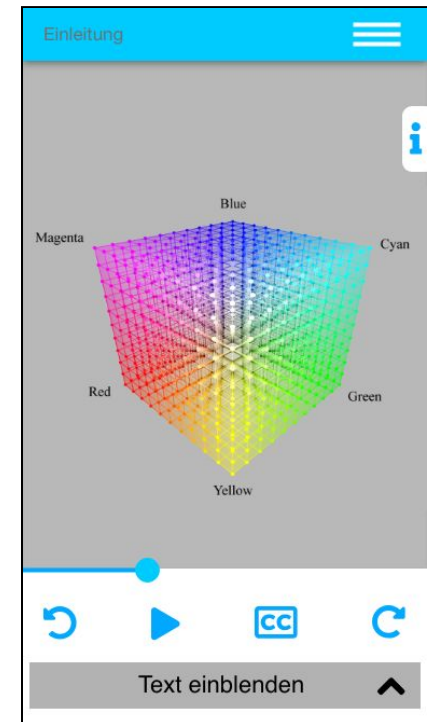 Einleitung
i
Blue
Magenta
Cyan
Red
Green
Yellow
CC
Text einblenden